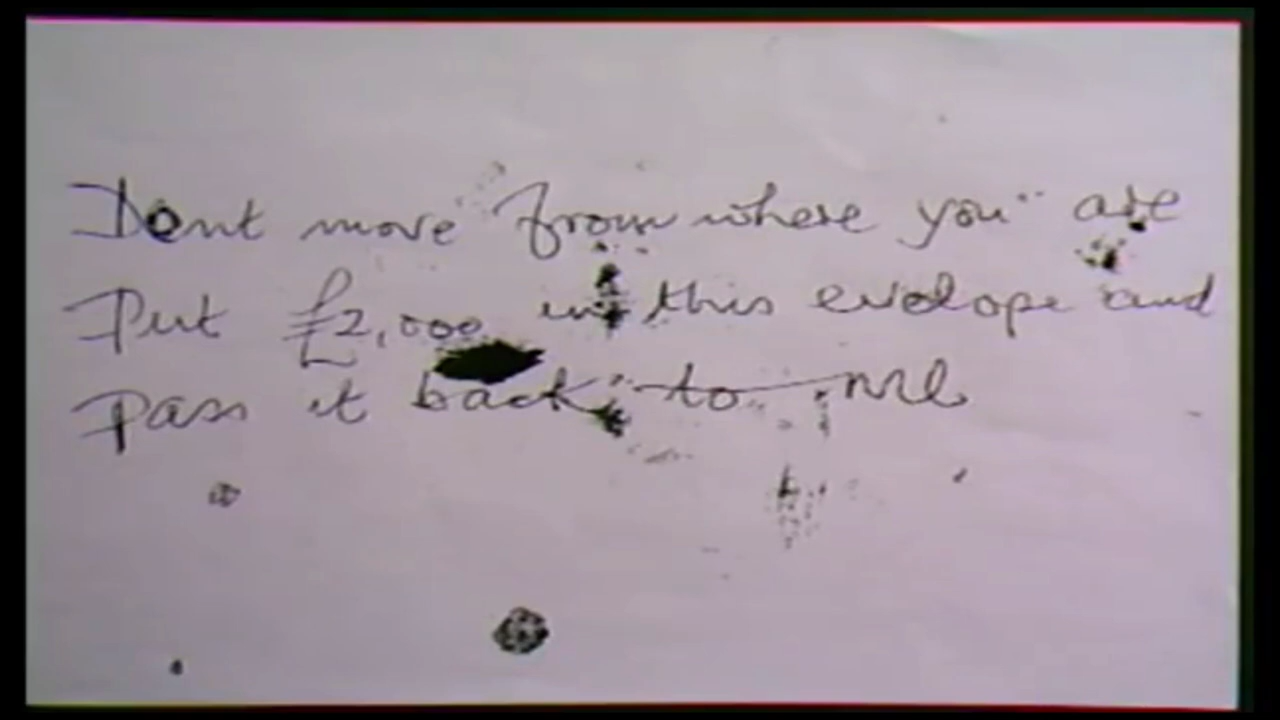 Dont move from where you are
Put £2,000 in this envelope and
Pass it back to me